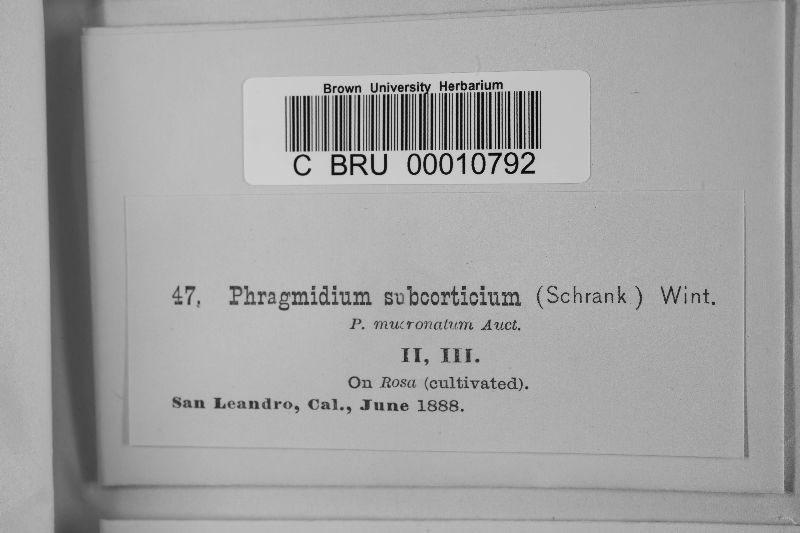 Brown University Herbarium
C BRU 00010792
47. Phragmidium subcorticium (Schrank) Wint.
P. mucronatum Auct.
II, III.
On Rosa (cultivated).
San Leandro, Cal., June 1888.